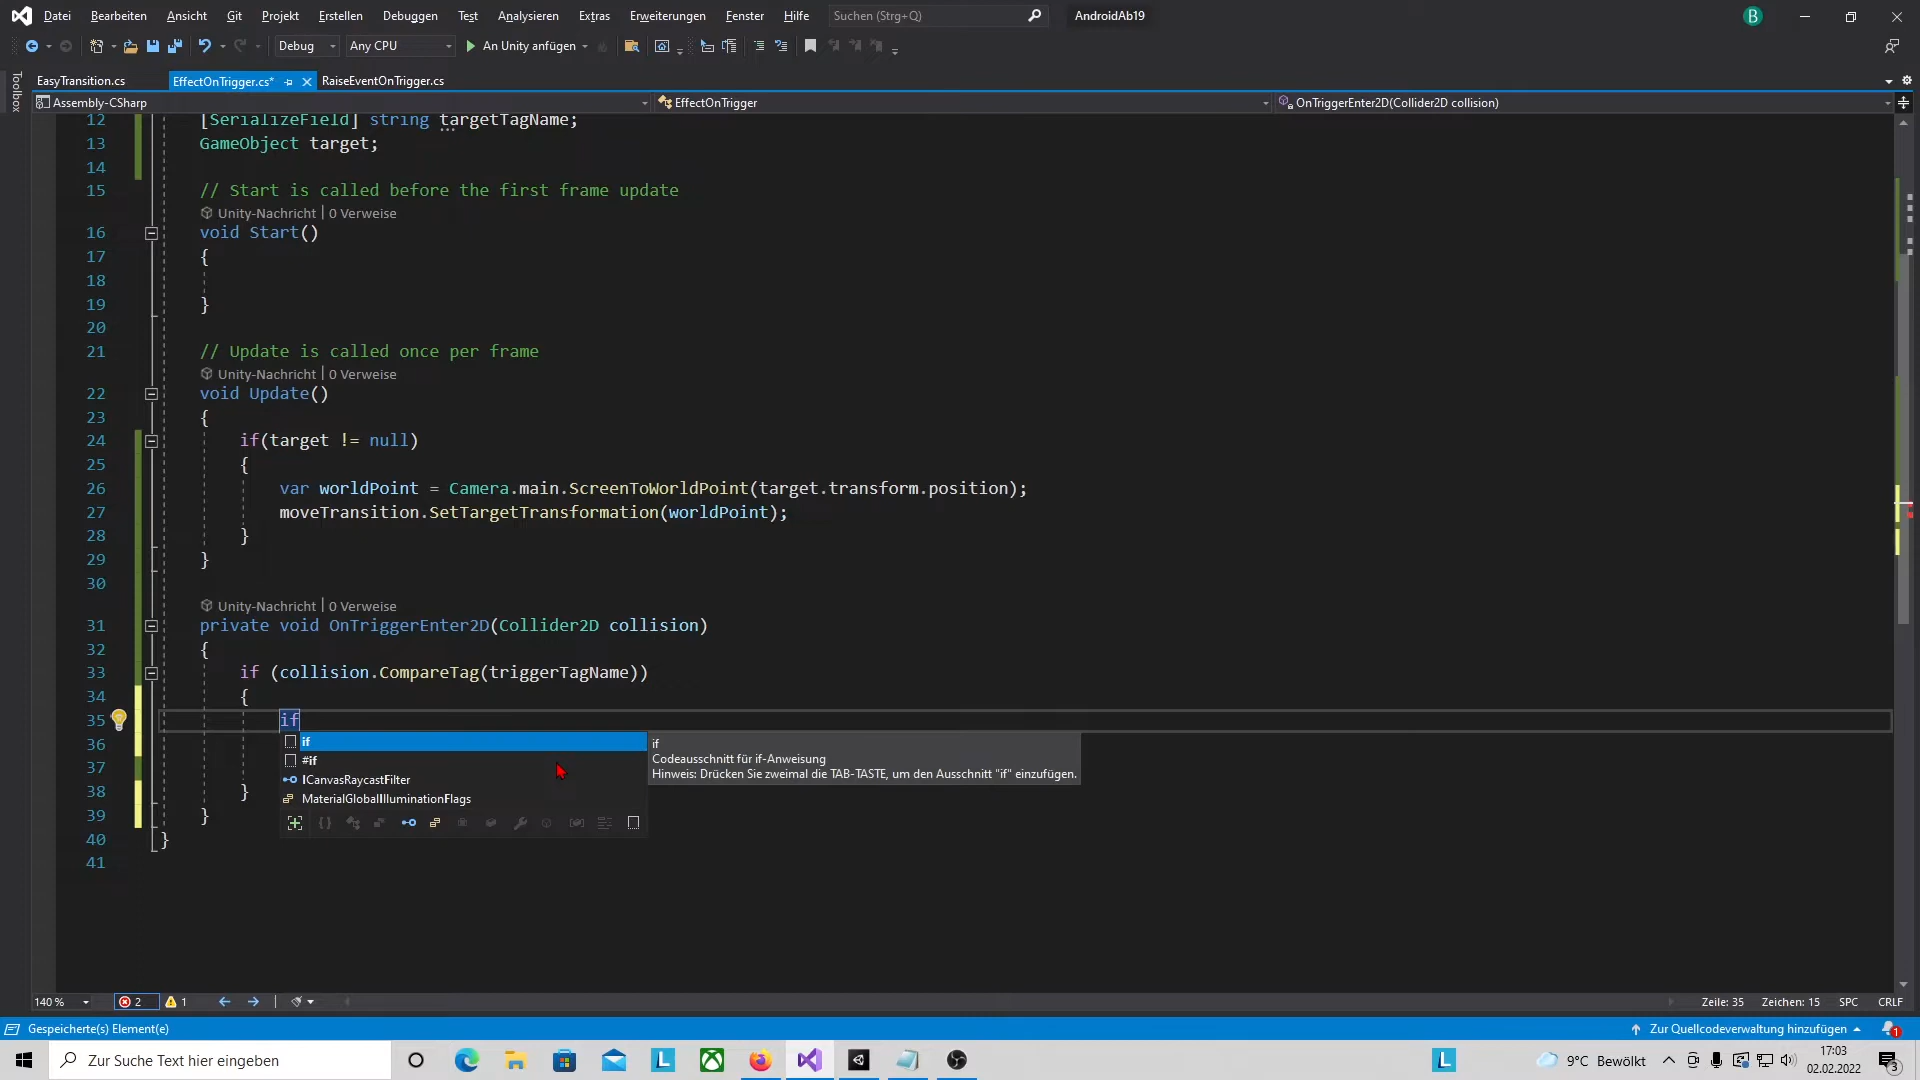 Datei Bearbeiten Ansicht Git Projekt Erstellen Debuggen Test Analysieren Extras Erweiterungen Fenster Hilfe Suchen (Strg+Q) AndroidAb19 B
Debug Any CPU An Unity anfügen
Toolbox
EasyTransition.cs EffectOnTrigger.cs* RaiseEventOnTrigger.cs
Assembly-CSharp EffectOnTrigger OnTriggerEnter2D(Collider2D collision)
12 [SerializeField] string targetTagName;
13 GameObject target;
14
15 // Start is called before the first frame update
Unity-Nachricht | 0 Verweise
16 void Start()
17 {
18
19 }
20
21 // Update is called once per frame
Unity-Nachricht | 0 Verweise
22 void Update()
23 {
24 if(target != null)
25 {
26 var worldPoint = Camera.main.ScreenToWorldPoint(target.transform.position);
27 moveTransition.SetTargetTransformation(worldPoint);
28 }
29 }
30
Unity-Nachricht | 0 Verweise
31 private void OnTriggerEnter2D(Collider2D collision)
32 {
33 if (collision.CompareTag(triggerTagName))
34 {
35 if
36 if
#if
37 ICanvasRaycastFilter
38 } MaterialGlobalIlluminationFlags
39 }
40 }
41
if
Codeausschnitt für if-Anweisung
Hinweis: Drücken Sie zweimal die TAB-TASTE, um den Ausschnitt "if" einzufügen.
140 % 2 1 Zeile: 35 Zeichen: 15 SPC CRLF
Gespeicherte(s) Element(e) Zur Quellcodeverwaltung hinzufügen 1
Zur Suche Text hier eingeben L L 9°C Bewölkt 17:03
02.02.2022 3